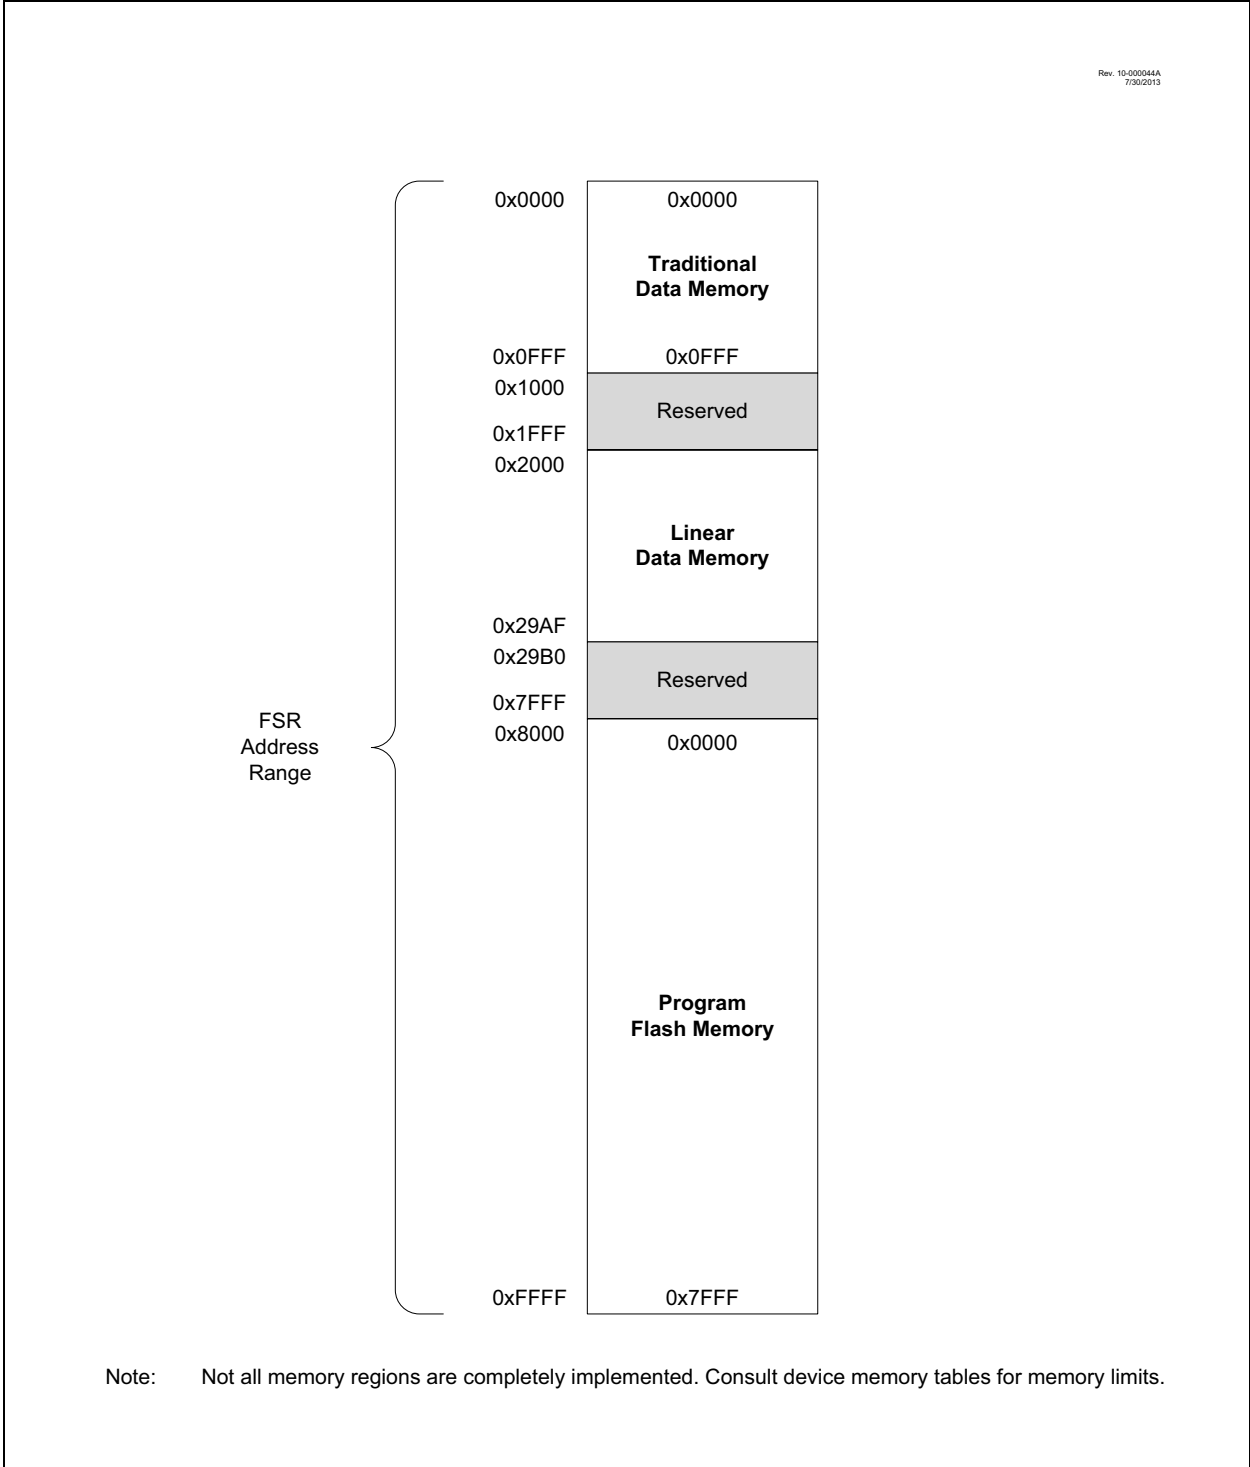 Rev. 10-000044A
7/30/2013
0x0000 0x0000
Traditional
Data Memory
0x0FFF 0x0FFF
0x1000
Reserved
0x1FFF
0x2000
Linear
Data Memory
0x29AF
0x29B0
Reserved
0x7FFF
FSR
Address
Range
0x8000 0x0000
Program
Flash Memory
0xFFFF 0x7FFF
Note: Not all memory regions are completely implemented. Consult device memory tables for memory limits.